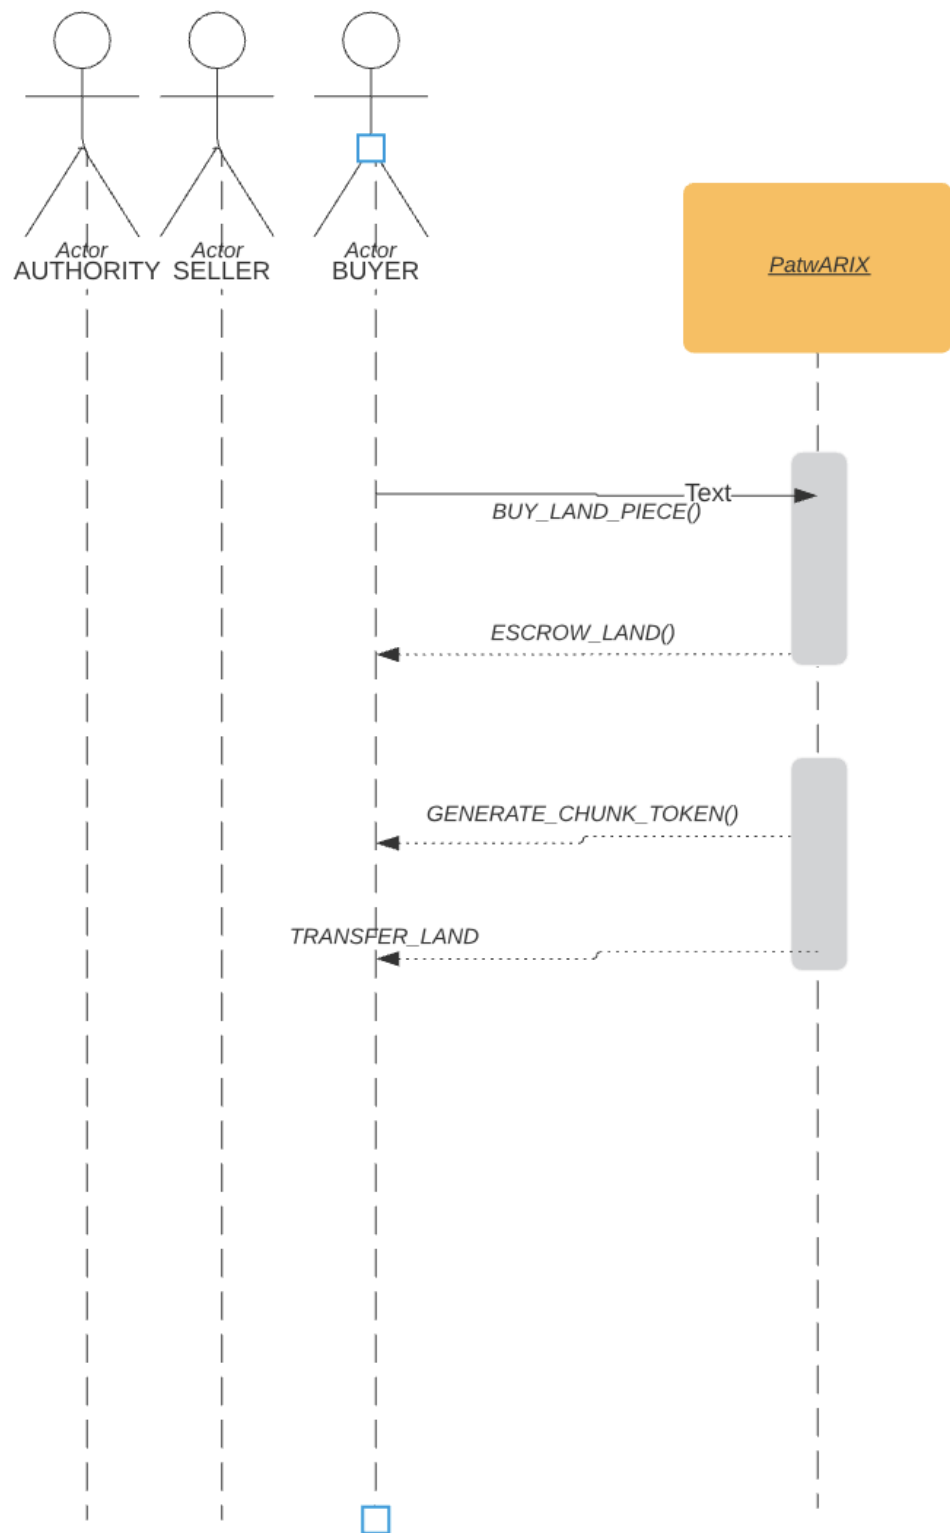 Actor
AUTHORITY
Actor
SELLER
Actor
BUYER
PatwARIX
Text
BUY_LAND_PIECE()
ESCROW_LAND()
GENERATE_CHUNK_TOKEN()
TRANSFER_LAND